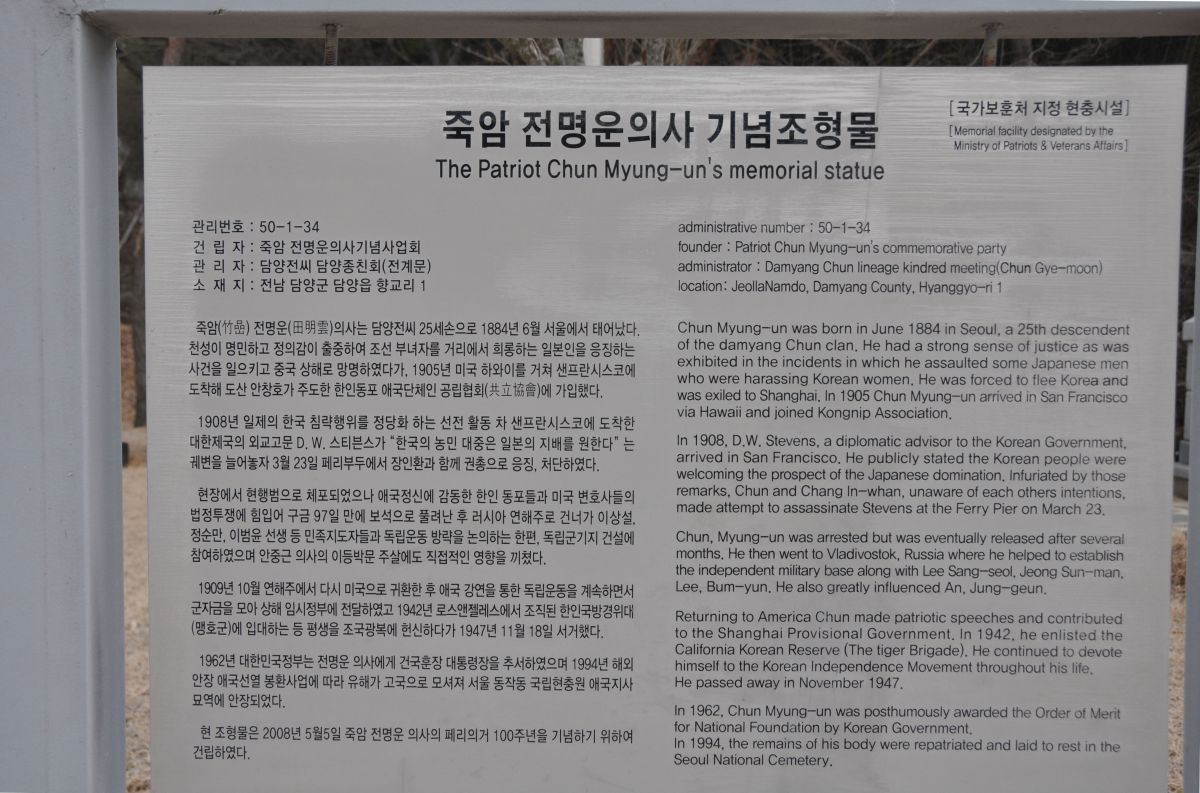 죽암 전명운의사 기념조형물
The Patriot Chun Myung-un's memorial statue
[국가보훈처 지정 현충시설]
[Memorial facility designated by the
Ministry of Patriots & Veterans Affairs]
관리번호 : 50-1-34
건 립 자 : 죽암 전명운의사기념사업회
관 리 자 : 담양전씨 담양종친회(전계문)
소 재 지 : 전남 담양군 담양읍 향교리 1
죽암(竹嵒) 전명운(田明雲)의사는 담양전씨 25세손으로 1884년 6월 서울에서 태어났다.
천성이 명민하고 정의감이 출중하여 조선 부녀자를 거리에서 희롱하는 일본인을 응징하는
사건을 일으키고 중국 상해로 망명하였다가, 1905년 미국 하와이를 거쳐 샌프란시스코에
도착해 도산 안창호가 주도한 한인동포 애국단체인 공립협회(共立協會)에 가입했다.
1908년 일제의 한국 침략행위를 정당화 하는 선전 활동 차 샌프란시스코에 도착한
대한제국의 외교고문 D. W. 스티븐스가 “한국의 농민 대중은 일본의 지배를 원한다” 는
궤변을 늘어놓자 3월 23일 페리부두에서 장인환과 함께 권총으로 응징, 처단하였다.
현장에서 현행범으로 체포되었으나 애국정신에 감동한 한인 동포들과 미국 변호사들의
법정투쟁에 힘입어 구금 97일 만에 보석으로 풀려난 후 러시아 연해주로 건너가 이상설,
정순만, 이범윤 선생 등 민족지도자들과 독립운동 방략을 논의하는 한편, 독립군기지 건설에
참여하였으며 안중근 의사의 이등박문 주살에도 직접적인 영향을 끼쳤다.
1909년 10월 연해주에서 다시 미국으로 귀환한 후 애국 강연을 통한 독립운동을 계속하면서
군자금을 모아 상해 임시정부에 전달하였고 1942년 로스앤젤레스에서 조직된 한인국방경위대
(맹호군)에 입대하는 등 평생을 조국광복에 헌신하다가 1947년 11월 18일 서거했다.
1962년 대한민국정부는 전명운 의사에게 건국훈장 대통령장을 추서하였으며 1994년 해외
안장 애국선열 봉환사업에 따라 유해가 고국으로 모셔져 서울 동작동 국립현충원 애국지사
묘역에 안장되었다.
현 조형물은 2008년 5월5일 죽암 전명운 의사의 페리의거 100주년을 기념하기 위하여
건립하였다.
administrative number : 50-1-34
founder : Patriot Chun Myung-un's commemorative party
administrator : Damyang Chun lineage kindred meeting(Chun Gye-moon)
location: JeollaNamdo, Damyang County, Hyanggyo-ri 1
Chun Myung-un was born in June 1884 in Seoul, a 25th descendent
of the damyang Chun clan. He had a strong sense of justice as was
exhibited in the incidents in which he assaulted some Japanese men
who were harassing Korean women. He was forced to flee Korea and
was exiled to Shanghai. In 1905 Chun Myung-un arrived in San Francisco
via Hawaii and joined Kongnip Association.
In 1908, D.W. Stevens, a diplomatic advisor to the Korean Government,
arrived in San Francisco. He publicly stated the Korean people were
welcoming the prospect of the Japanese domination. Infuriated by those
remarks, Chun and Chang In-whan, unaware of each others intentions,
made attempt to assassinate Stevens at the Ferry Pier on March 23.
Chun, Myung-un was arrested but was eventually released after several
months. He then went to Vladivostok, Russia where he helped to establish
the independent military base along with Lee Sang-seol, Jeong Sun-man,
Lee, Bum-yun. He also greatly influenced An, Jung-geun.
Returning to America Chun made patriotic speeches and contributed
to the Shanghai Provisional Government. In 1942, he enlisted the
California Korean Reserve (The tiger Brigade). He continued to devote
himself to the Korean Independence Movement throughout his life.
He passed away in November 1947.
In 1962, Chun Myung-un was posthumously awarded the Order of Merit
for National Foundation by Korean Government.
In 1994, the remains of his body were repatriated and laid to rest in the
Seoul National Cemetery.